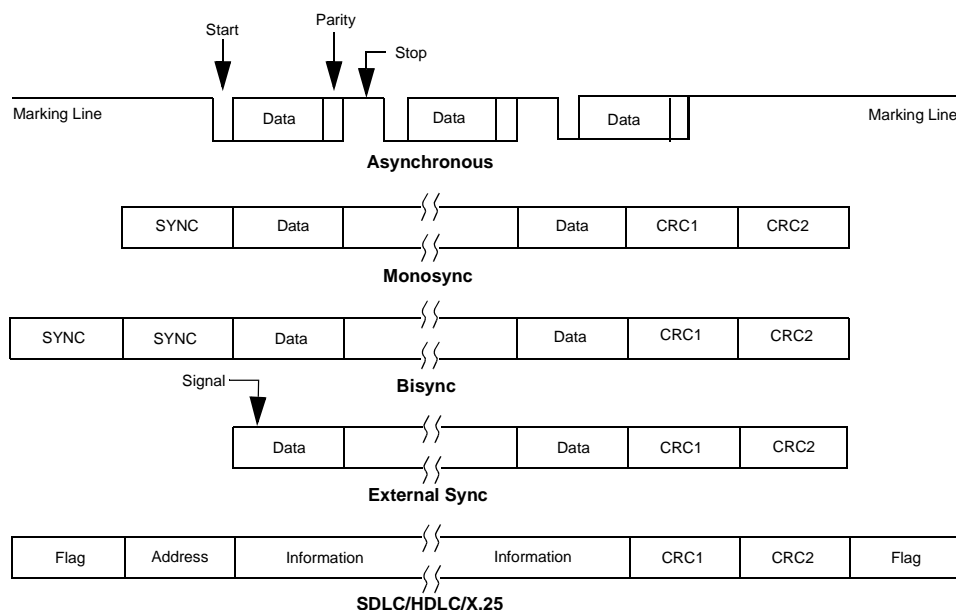 Start
Parity
Stop
Marking Line
Data
Data
Data
Marking Line
Asynchronous
SYNC
Data
Data
CRC1
CRC2
Monosync
SYNC
SYNC
Data
Data
CRC1
CRC2
Bisync
Signal
Data
Data
CRC1
CRC2
External Sync
Flag
Address
Information
Information
CRC1
CRC2
Flag
SDLC/HDLC/X.25